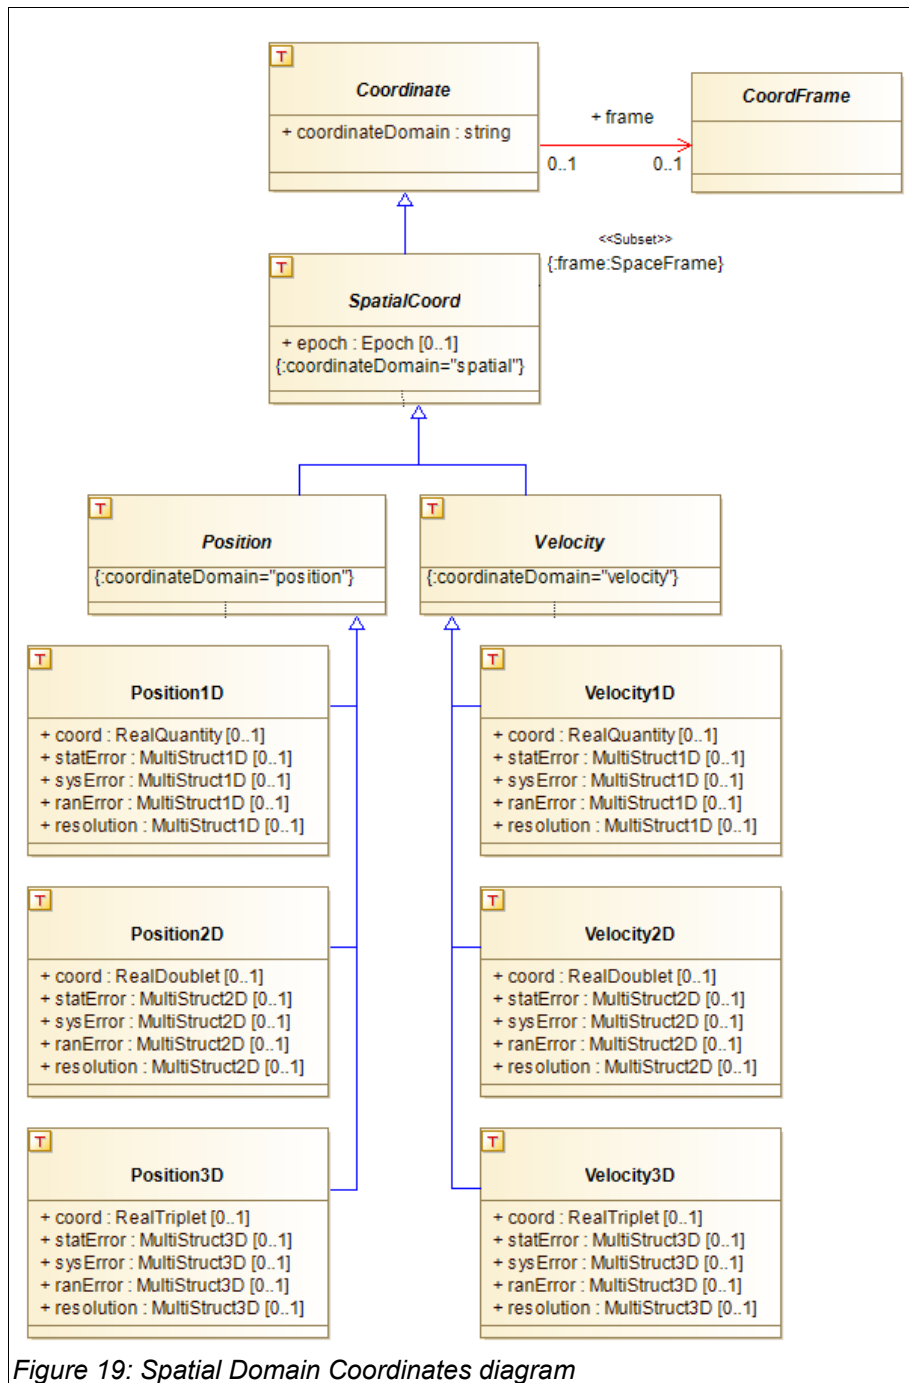 T
Coordinate
+ coordinateDomain : string
CoordFrame
+ frame
0..1
0..1
<<Subset>>
{:frame:SpaceFrame}
T
SpatialCoord
+ epoch : Epoch [0..1]
{:coordinateDomain="spatial"}
T
Position
{:coordinateDomain="position"}
T
Velocity
{:coordinateDomain="velocity"}
T
Position1D
+ coord : RealQuantity [0..1]
+ statError : MultiStruct1D [0..1]
+ sysError : MultiStruct1D [0..1]
+ ranError : MultiStruct1D [0..1]
+ resolution : MultiStruct1D [0..1]
T
Velocity1D
+ coord : RealQuantity [0..1]
+ statError : MultiStruct1D [0..1]
+ sysError : MultiStruct1D [0..1]
+ ranError : MultiStruct1D [0..1]
+ resolution : MultiStruct1D [0..1]
T
Position2D
+ coord : RealDoublet [0..1]
+ statError : MultiStruct2D [0..1]
+ sysError : MultiStruct2D [0..1]
+ ranError : MultiStruct2D [0..1]
+ resolution : MultiStruct2D [0..1]
T
Velocity2D
+ coord : RealDoublet [0..1]
+ statError : MultiStruct2D [0..1]
+ sysError : MultiStruct2D [0..1]
+ ranError : MultiStruct2D [0..1]
+ resolution : MultiStruct2D [0..1]
T
Position3D
+ coord : RealTriplet [0..1]
+ statError : MultiStruct3D [0..1]
+ sysError : MultiStruct3D [0..1]
+ ranError : MultiStruct3D [0..1]
+ resolution : MultiStruct3D [0..1]
T
Velocity3D
+ coord : RealTriplet [0..1]
+ statError : MultiStruct3D [0..1]
+ sysError : MultiStruct3D [0..1]
+ ranError : MultiStruct3D [0..1]
+ resolution : MultiStruct3D [0..1]
Figure 19: Spatial Domain Coordinates diagram